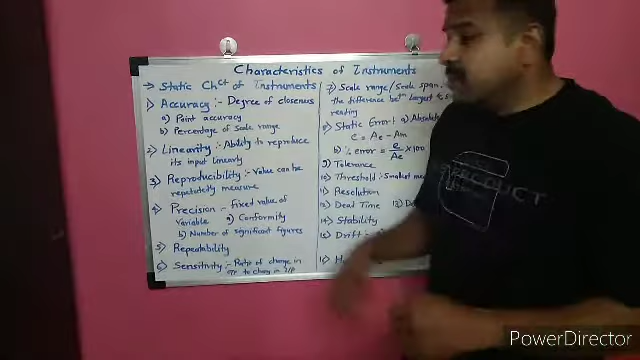 Characteristics of Instruments
→ Static Chct of Instruments
1) Accuracy :- Degree of closeness
a) Point accuracy
b) Percentage of Scale range
2) Linearity :- Ability to reproduce
its input linearly
3) Reproducibility :- Value can be
repeatedly measure
4) Precision :- Fixed value of
Variable a) Conformity
b) Number of significant figures
5) Repeatability
6) Sensitivity :- Ratio of change in
O/P to chang in I/P
7) Scale range/Scale span :-
the difference betn largest &
reading
8) Static Error : a) Absolute
e = Ae - Am
b) % error = e/Ae × 100
9) Tolerance
10) Threshold :- Smallest
11) Resolution
12) Dead Time 13)
14) Stability
15) Drift :-
16)
PRODUCT
PowerDirector